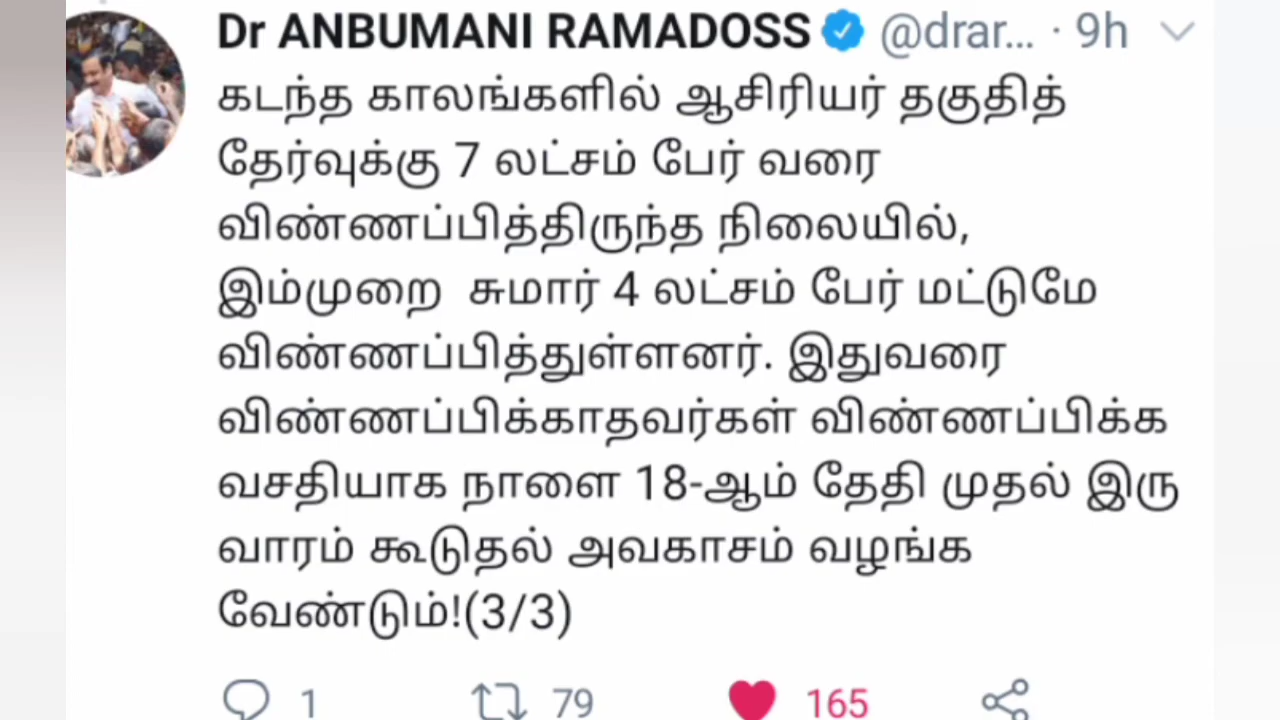 Dr ANBUMANI RAMADOSS @drar... · 9h
கடந்த காலங்களில் ஆசிரியர் தகுதித்
தேர்வுக்கு 7 லட்சம் பேர் வரை
விண்ணப்பித்திருந்த நிலையில்,
இம்முறை சுமார் 4 லட்சம் பேர் மட்டுமே
விண்ணப்பித்துள்ளனர். இதுவரை
விண்ணப்பிக்காதவர்கள் விண்ணப்பிக்க
வசதியாக நாளை 18-ஆம் தேதி முதல் இரு
வாரம் கூடுதல் அவகாசம் வழங்க
வேண்டும்!(3/3)
1 79 165